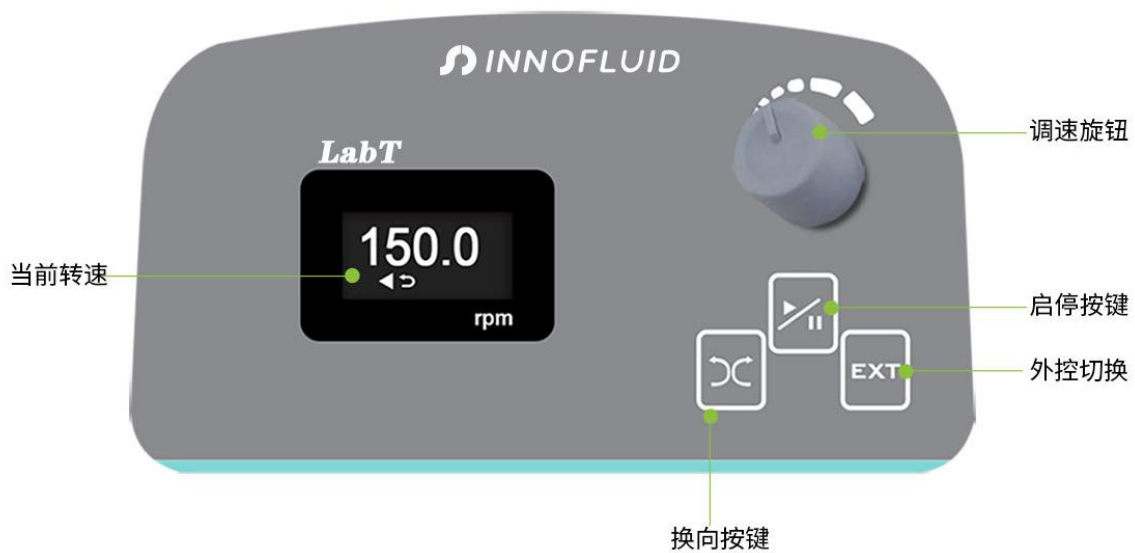 INNOFLUID
调速旋钮
LabT
150.0
当前转速
rpm
启停按键
EXT
外控切换
换向按键